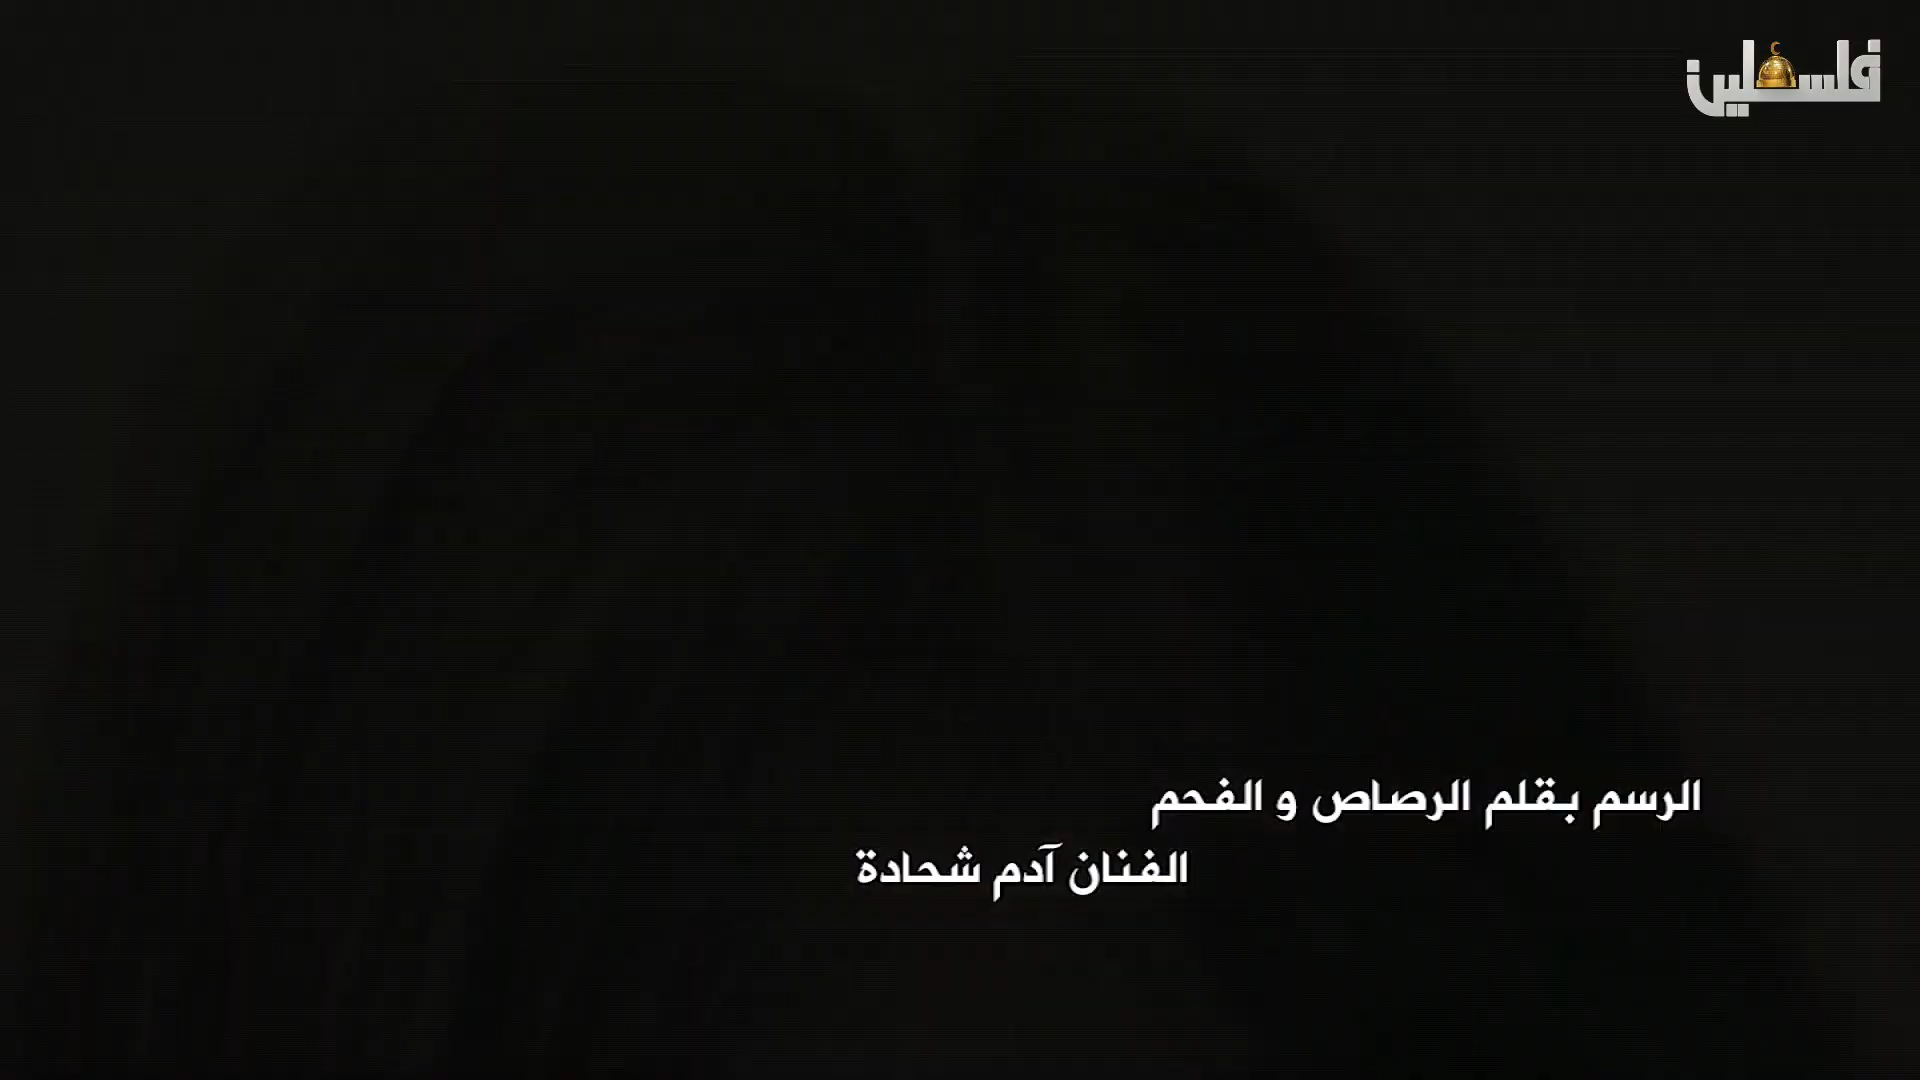 فلسطين
الرسم بقلم الرصاص و الفحم
الفنان آدم شحادة